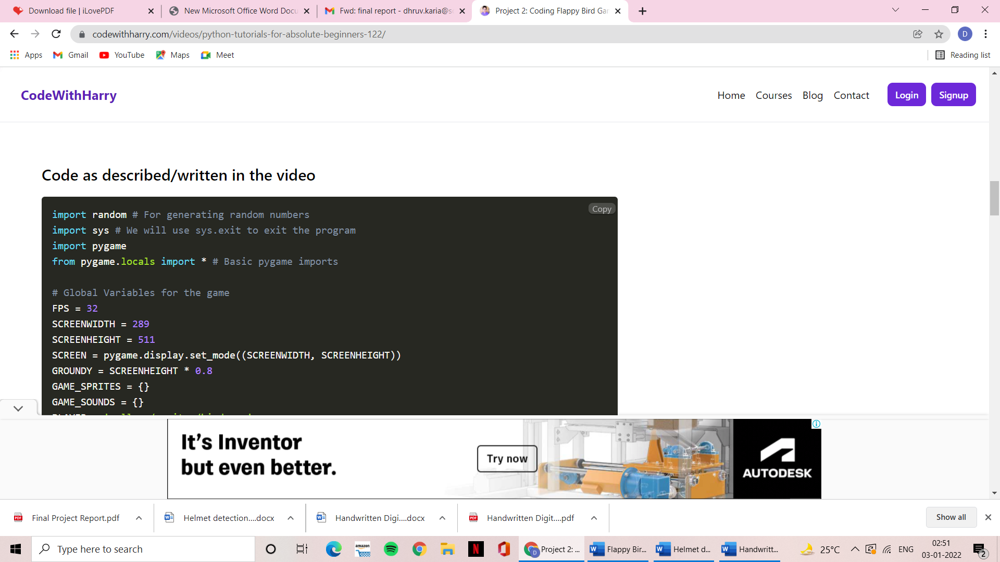 Download file | iLovePDF
New Microsoft Office Word Docu
Fwd: final report - dhruv.karia@s
Project 2: Coding Flappy Bird Gar
codewithharry.com/videos/python-tutorials-for-absolute-beginners-122/
D
Apps
Gmail
YouTube
Maps
Meet
Reading list
CodeWithHarry
Home
Courses
Blog
Contact
Login
Signup
Code as described/written in the video
Copy
import random # For generating random numbers
import sys # We will use sys.exit to exit the program
import pygame
from pygame.locals import * # Basic pygame imports
# Global Variables for the game
FPS = 32
SCREENWIDTH = 289
SCREENHEIGHT = 511
SCREEN = pygame.display.set_mode((SCREENWIDTH, SCREENHEIGHT))
GROUNDY = SCREENHEIGHT * 0.8
GAME_SPRITES = {}
GAME_SOUNDS = {}
It's Inventor
but even better.
Try now
AUTODESK
Final Project Report.pdf
Helmet detection....docx
Handwritten Digi....docx
Handwritten Digit....pdf
Show all
Type here to search
amazon
N
Project 2: ...
Flappy Bir...
Helmet d...
Handwritt...
25°C
ENG
02:51
03-01-2022
2